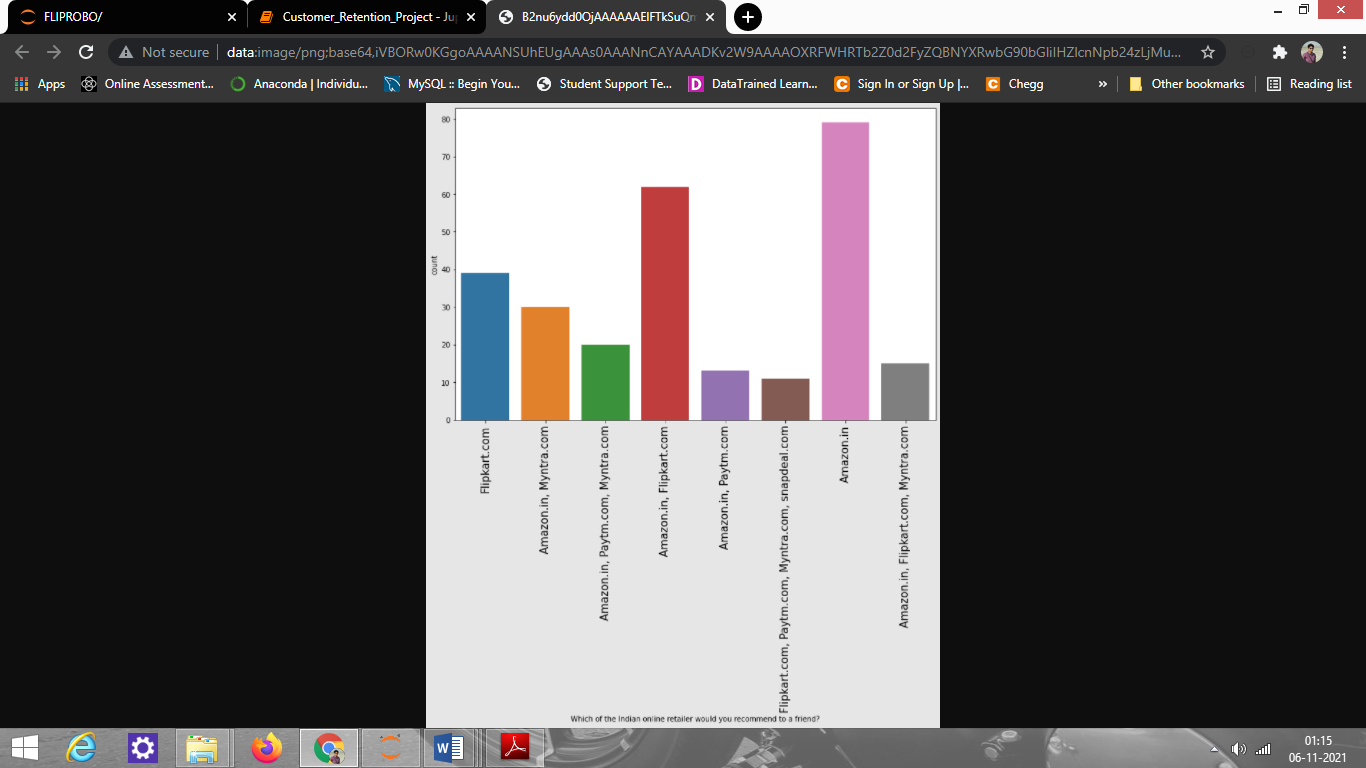 FLIPROBO/
Customer_Retention_Project - Ju
B2nu6ydd0OjAAAAAAElFTkSuQm
Not secure
data:image/png;base64,iVBORw0KGgoAAAANSUhEUgAAAs0AAANnCAYAAADKv2W9AAAAOXRFWHRTb2Z0d2FyZQBNYXRwbG90bGliIHZlcnNpb24zLjMu...
Apps
Online Assessment...
Anaconda | Individu...
MySQL :: Begin You...
Student Support Te...
DataTrained Learn...
Sign In or Sign Up |...
Chegg
»
Other bookmarks
Reading list
80
70
60
50
40
30
20
10
0
count
Flipkart.com
Amazon.in, Myntra.com
Amazon.in, Paytm.com, Myntra.com
Amazon.in, Flipkart.com
Amazon.in, Paytm.com
Flipkart.com, Paytm.com, Myntra.com, snapdeal.com
Amazon.in
Amazon.in, Flipkart.com, Myntra.com
Which of the Indian online retailer would you recommend to a friend?
01:15
06-11-2021